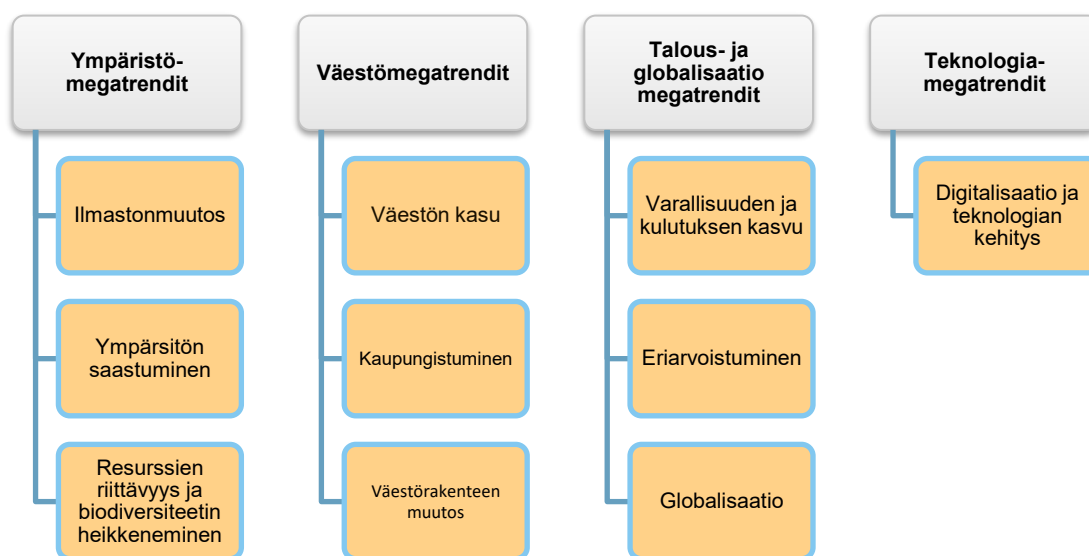 Ympäristö-
megatrendit
Ilmastonmuutos
Ympärsitön
saastuminen
Resurssien
riittävyys ja
biodiversiteetin
heikkeneminen
Väestömegatrendit
Väestön kasu
Kaupungistuminen
Väestörakenteen
muutos
Talous- ja
globalisaatio
megatrendit
Varallisuuden ja
kulutuksen kasvu
Eriarvoistuminen
Globalisaatio
Teknologia-
megatrendit
Digitalisaatio ja
teknologian
kehitys